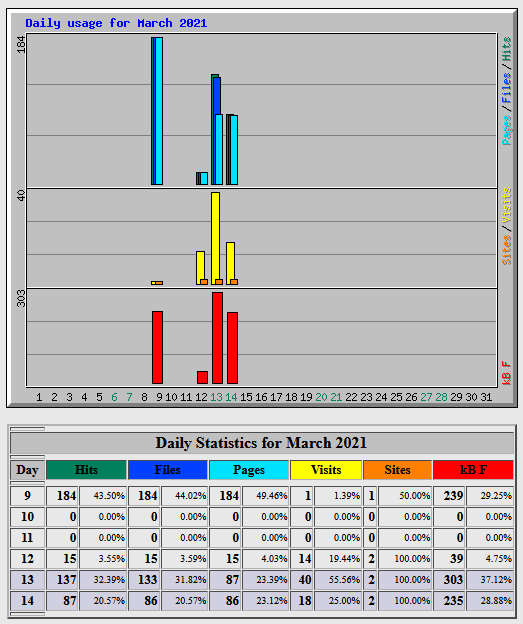 Daily usage for March 2021
184
40
303
Pages / Files / Hits
Sites / Visits
kB F
1 2 3 4 5 6 7 8 9 10 11 12 13 14 15 16 17 18 19 20 21 22 23 24 25 26 27 28 29 30 31
Daily Statistics for March 2021
Day Hits Files Pages Visits Sites kB F
9 184 43.50% 184 44.02% 184 49.46% 1 1.39% 1 50.00% 239 29.25%
10 0 0.00% 0 0.00% 0 0.00% 0 0.00% 0 0.00% 0 0.00%
11 0 0.00% 0 0.00% 0 0.00% 0 0.00% 0 0.00% 0 0.00%
12 15 3.55% 15 3.59% 15 4.03% 14 19.44% 2 100.00% 39 4.75%
13 137 32.39% 133 31.82% 87 23.39% 40 55.56% 2 100.00% 303 37.12%
14 87 20.57% 86 20.57% 86 23.12% 18 25.00% 2 100.00% 235 28.88%